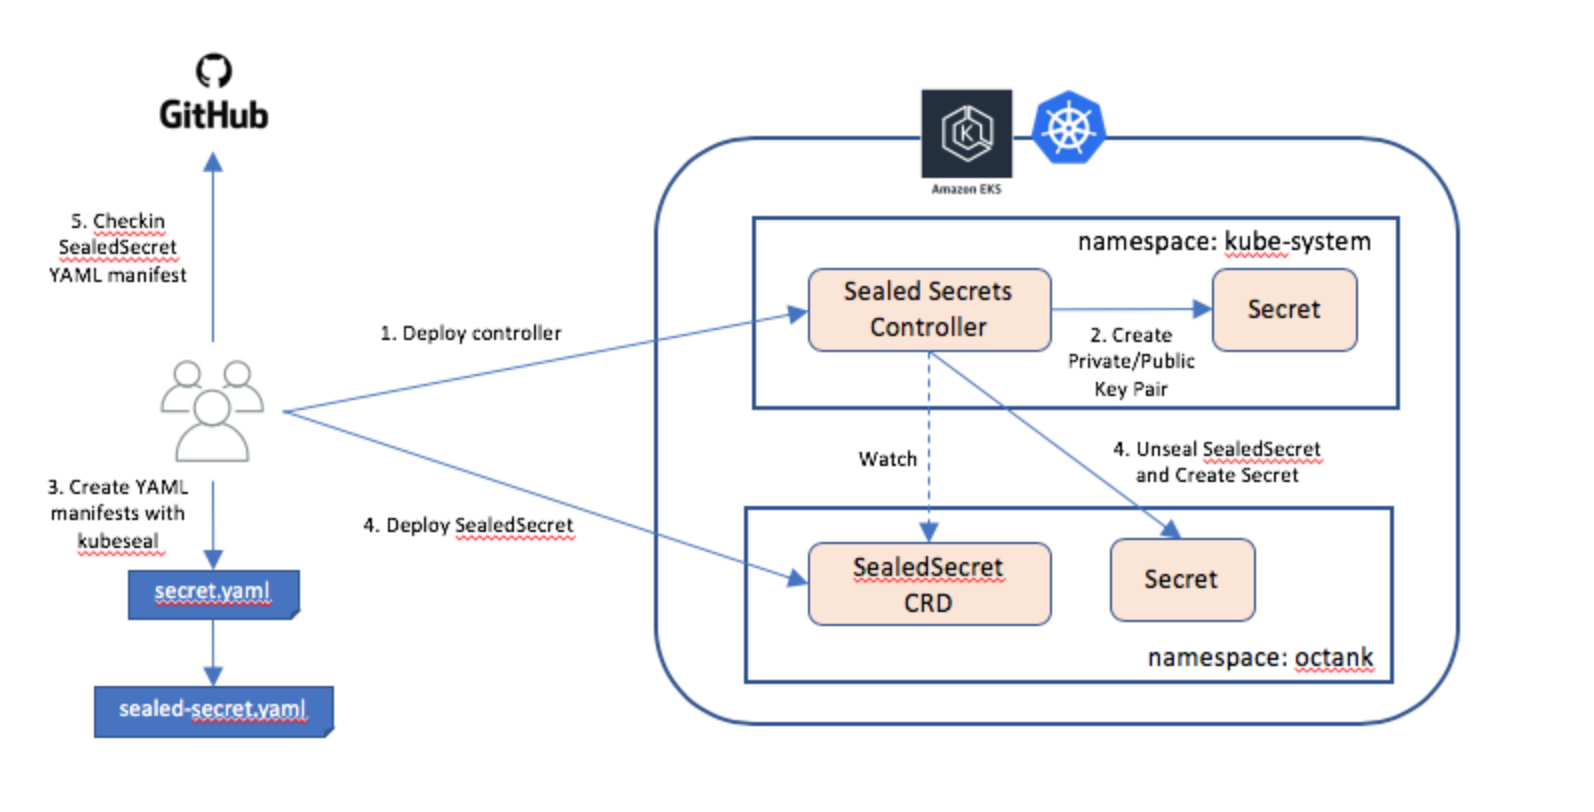 GitHub
5. Checkin
SealedSecret
YAML manifest
3. Create YAML
manifests with
kubeseal
secret.yaml
sealed-secret.yaml
1. Deploy controller
4. Deploy SealedSecret
K
Amazon EKS
namespace: kube-system
Sealed Secrets
Controller
2. Create
Private/Public
Key Pair
Secret
Watch
4. Unseal SealedSecret
and Create Secret
SealedSecret
CRD
Secret
namespace: octank